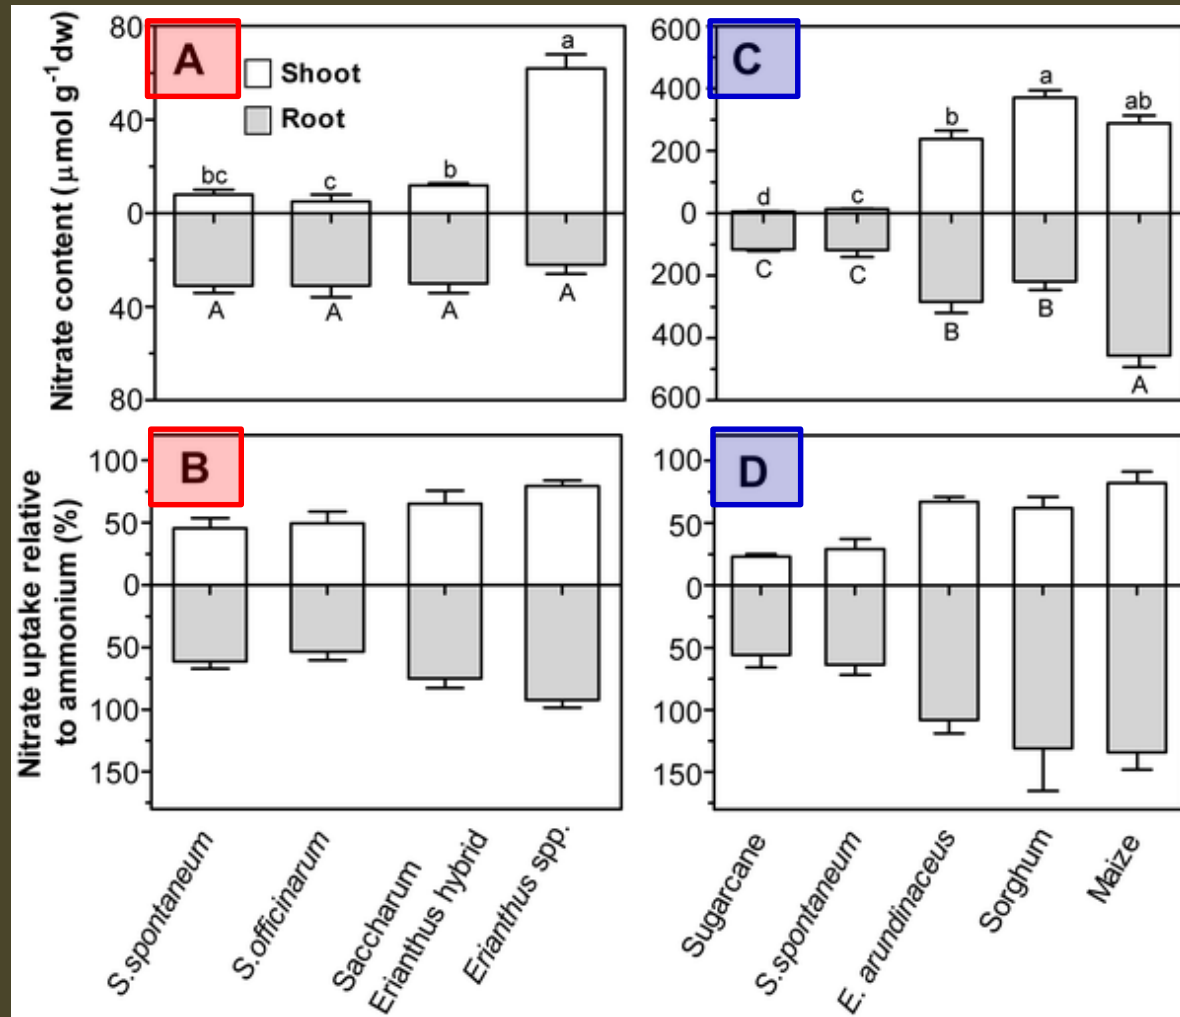 Nitrate content (µmol g⁻¹dw)
80
40
0
40
80
A
Shoot
Root
bc
c
b
a
A
A
A
A
600
400
200
0
200
400
600
C
d
c
b
a
ab
C
C
B
B
A
Nitrate uptake relative
to ammonium (%)
100
50
0
50
100
150
B
100
50
0
50
100
150
D
S.spontaneum
S.officinarum
Saccharum
Erianthus hybrid
Erianthus spp.
Sugarcane
S.spontaneum
E. arundinaceus
Sorghum
Maize